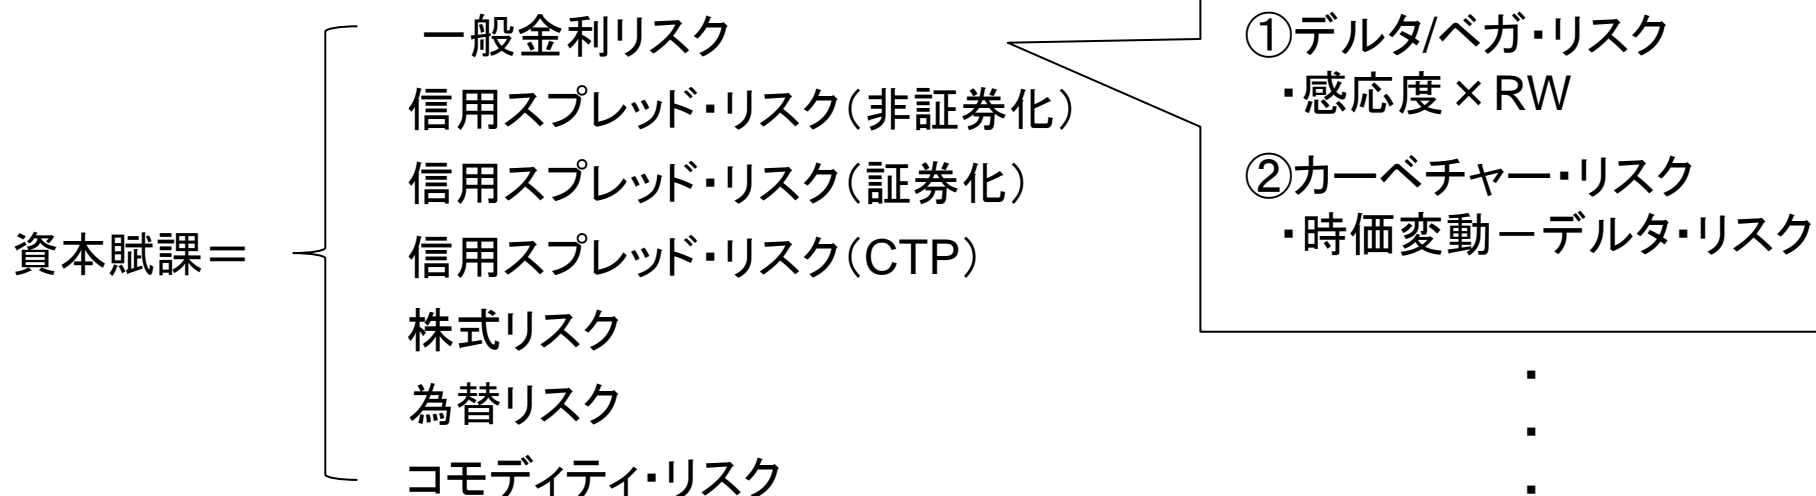 資本賦課＝
一般金利リスク
信用スプレッド・リスク（非証券化）
信用スプレッド・リスク（証券化）
信用スプレッド・リスク（CTP）
株式リスク
為替リスク
コモディティ・リスク
①デルタ/ベガ・リスク
・感応度×RW
②カーベチャー・リスク
・時価変動－デルタ・リスク
・
・
・